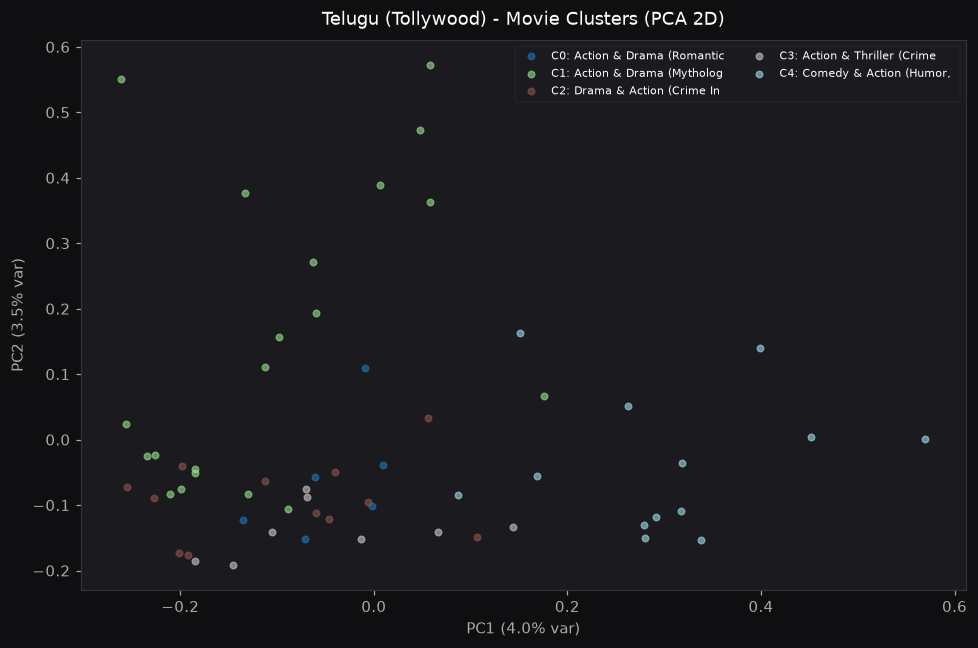 Telugu (Tollywood) - Movie Clusters (PCA 2D)
C0: Action & Drama (Romantic
C1: Action & Drama (Mytholog
C2: Drama & Action (Crime In
C3: Action & Thriller (Crime
C4: Comedy & Action (Humor,
PC2 (3.5% var)
0.6
0.5
0.4
0.3
0.2
0.1
0.0
−0.1
−0.2
−0.2
0.0
0.2
0.4
0.6
PC1 (4.0% var)